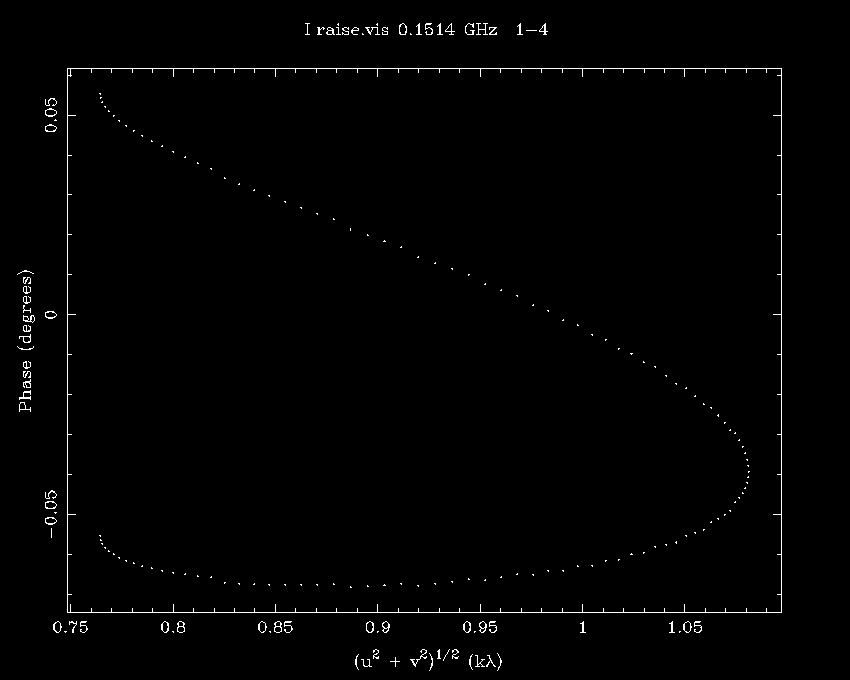 I raise.vis 0.1514 GHz 1−4
0.05
0
−0.05
Phase (degrees)
0.75 0.8 0.85 0.9 0.95 1 1.05
(u² + v²)¹/² (kλ)